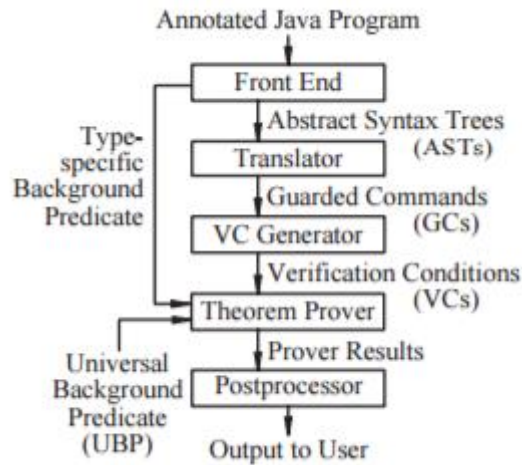 Annotated Java Program
Front End
Abstract Syntax Trees
(ASTs)
Type-
specific
Background
Predicate
Translator
Guarded Commands
(GCs)
VC Generator
Verification Conditions
(VCs)
Theorem Prover
Universal
Background
Predicate
(UBP)
Prover Results
Postprocessor
Output to User